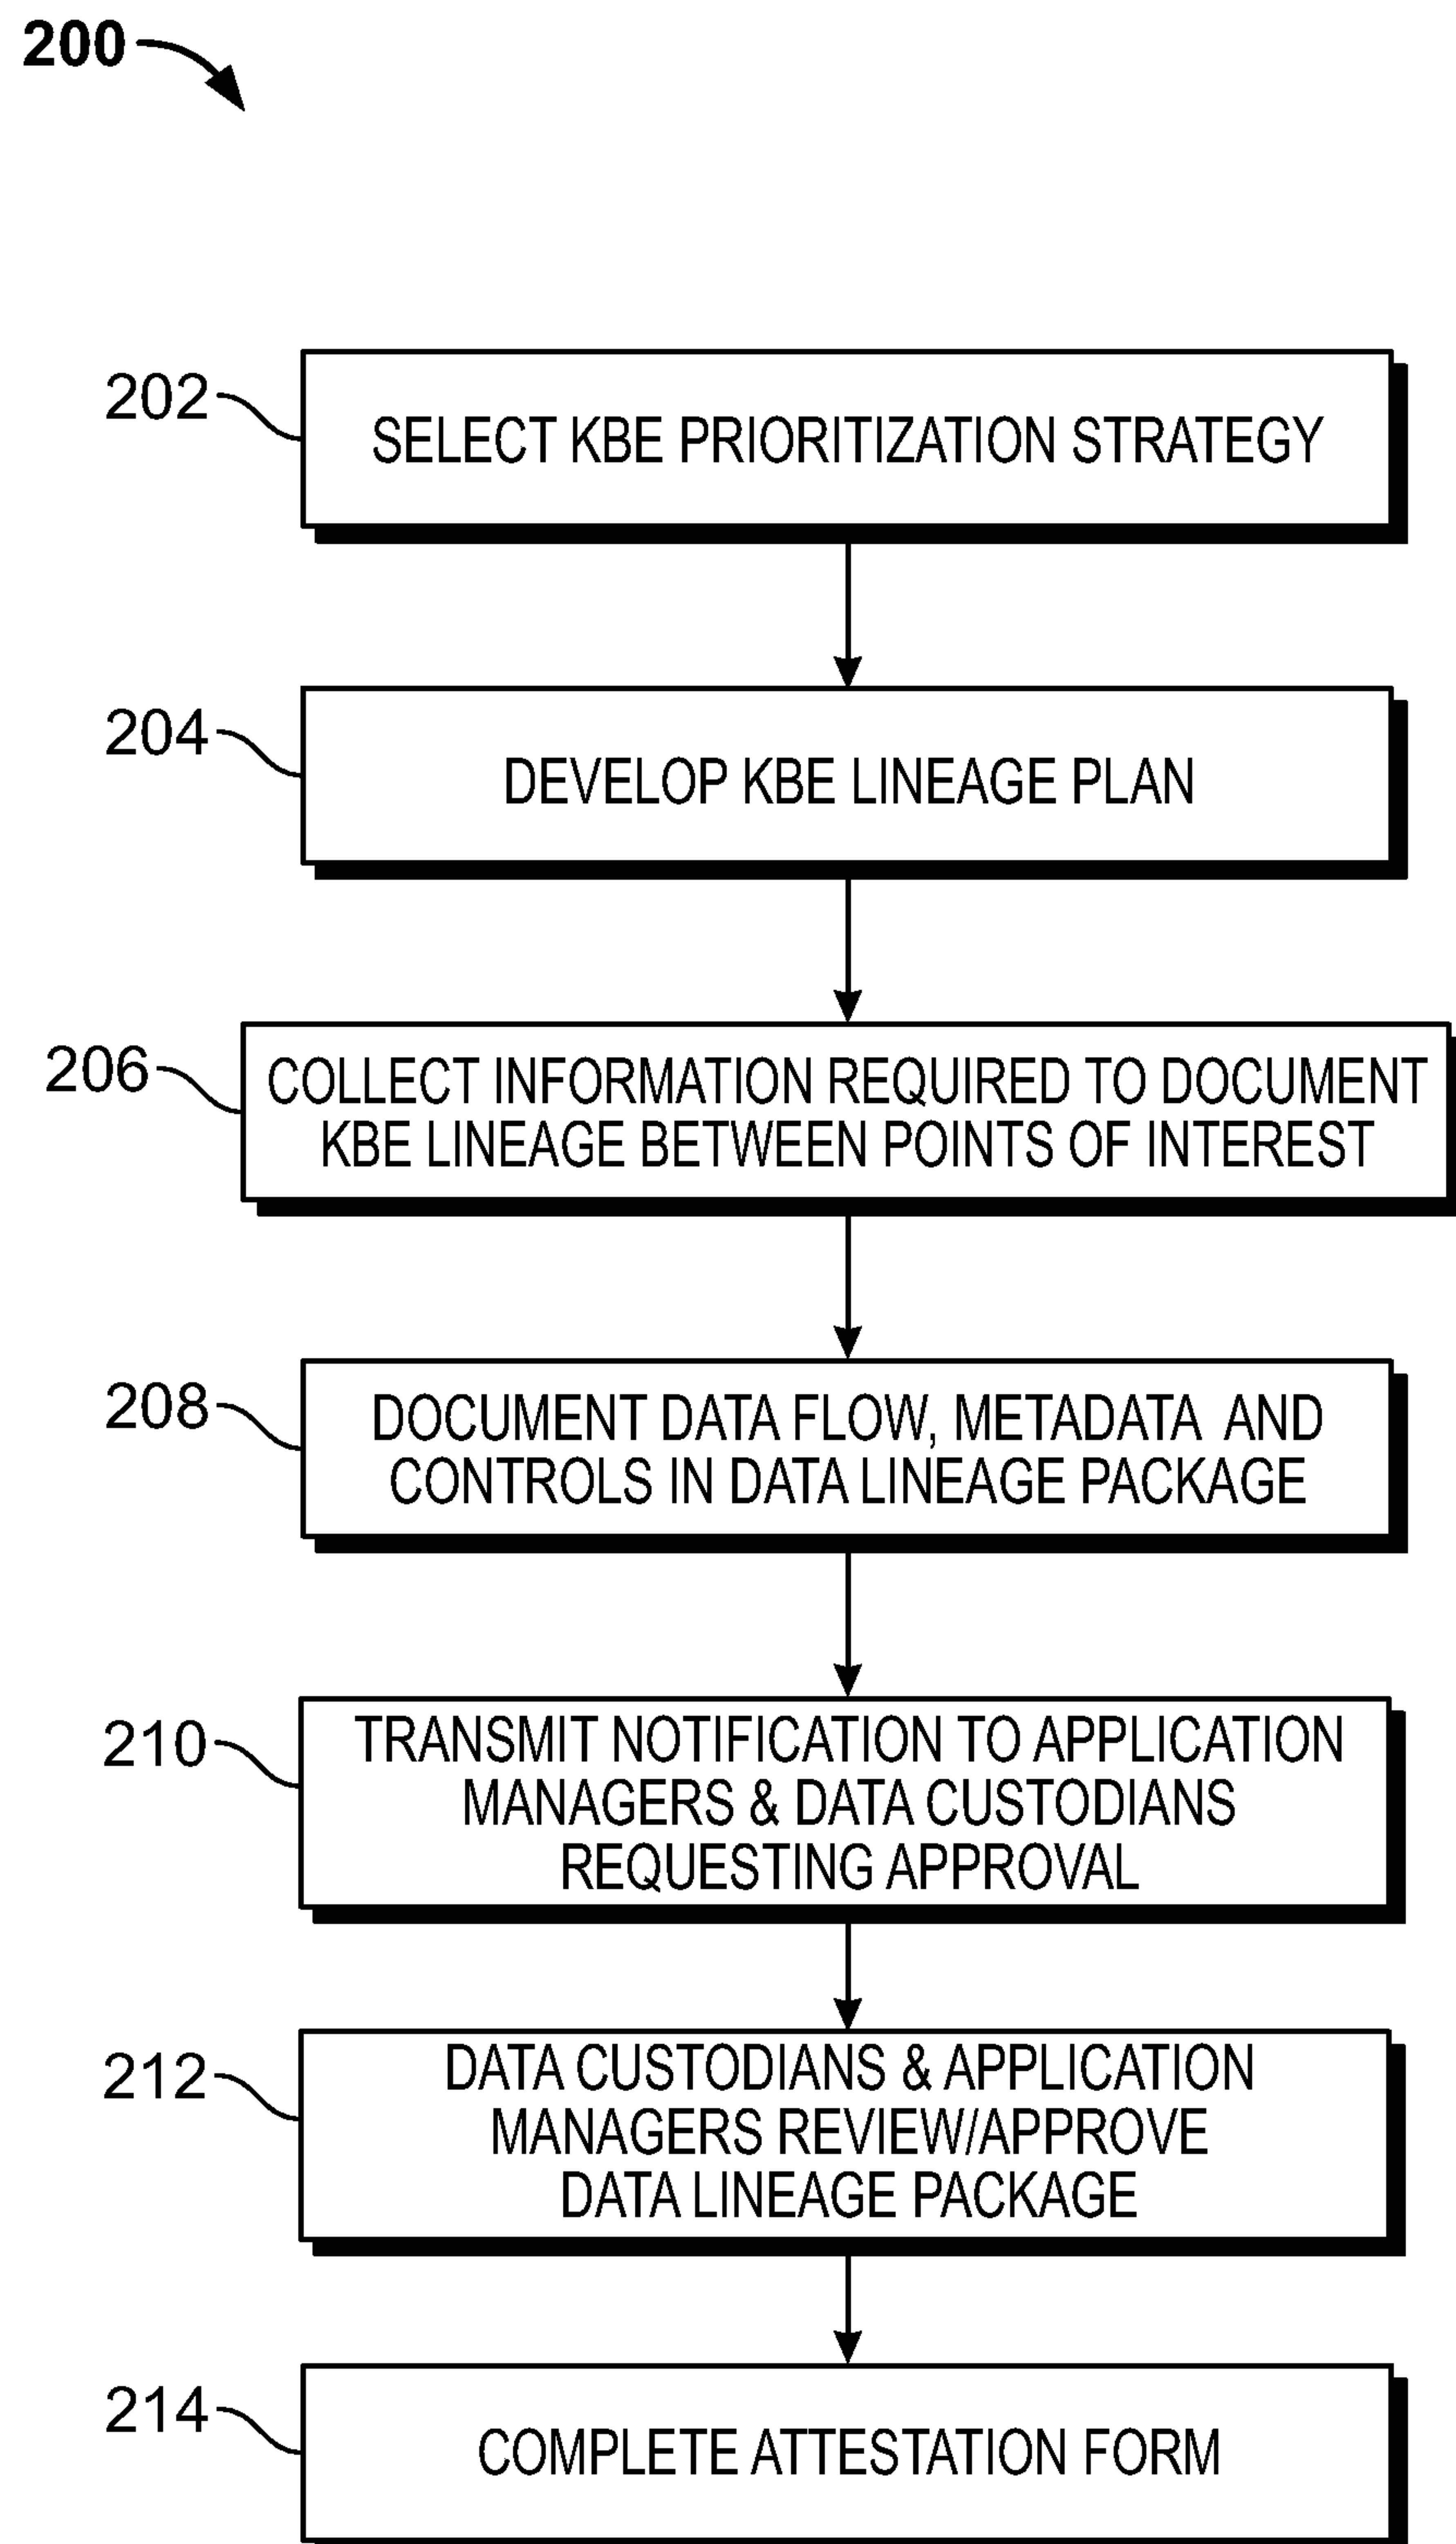 200
202
SELECT KBE PRIORITIZATION STRATEGY
204
DEVELOP KBE LINEAGE PLAN
206
COLLECT INFORMATION REQUIRED TO DOCUMENT
KBE LINEAGE BETWEEN POINTS OF INTEREST
208
DOCUMENT DATA FLOW, METADATA AND
CONTROLS IN DATA LINEAGE PACKAGE
210
TRANSMIT NOTIFICATION TO APPLICATION
MANAGERS & DATA CUSTODIANS
REQUESTING APPROVAL
212
DATA CUSTODIANS & APPLICATION
MANAGERS REVIEW/APPROVE
DATA LINEAGE PACKAGE
214
COMPLETE ATTESTATION FORM